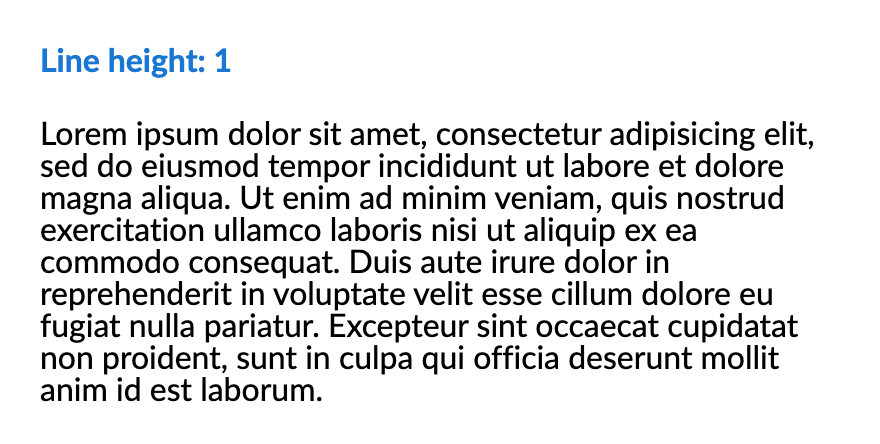 Line height: 1
Lorem ipsum dolor sit amet, consectetur adipisicing elit,
sed do eiusmod tempor incididunt ut labore et dolore
magna aliqua. Ut enim ad minim veniam, quis nostrud
exercitation ullamco laboris nisi ut aliquip ex ea
commodo consequat. Duis aute irure dolor in
reprehenderit in voluptate velit esse cillum dolore eu
fugiat nulla pariatur. Excepteur sint occaecat cupidatat
non proident, sunt in culpa qui officia deserunt mollit
anim id est laborum.